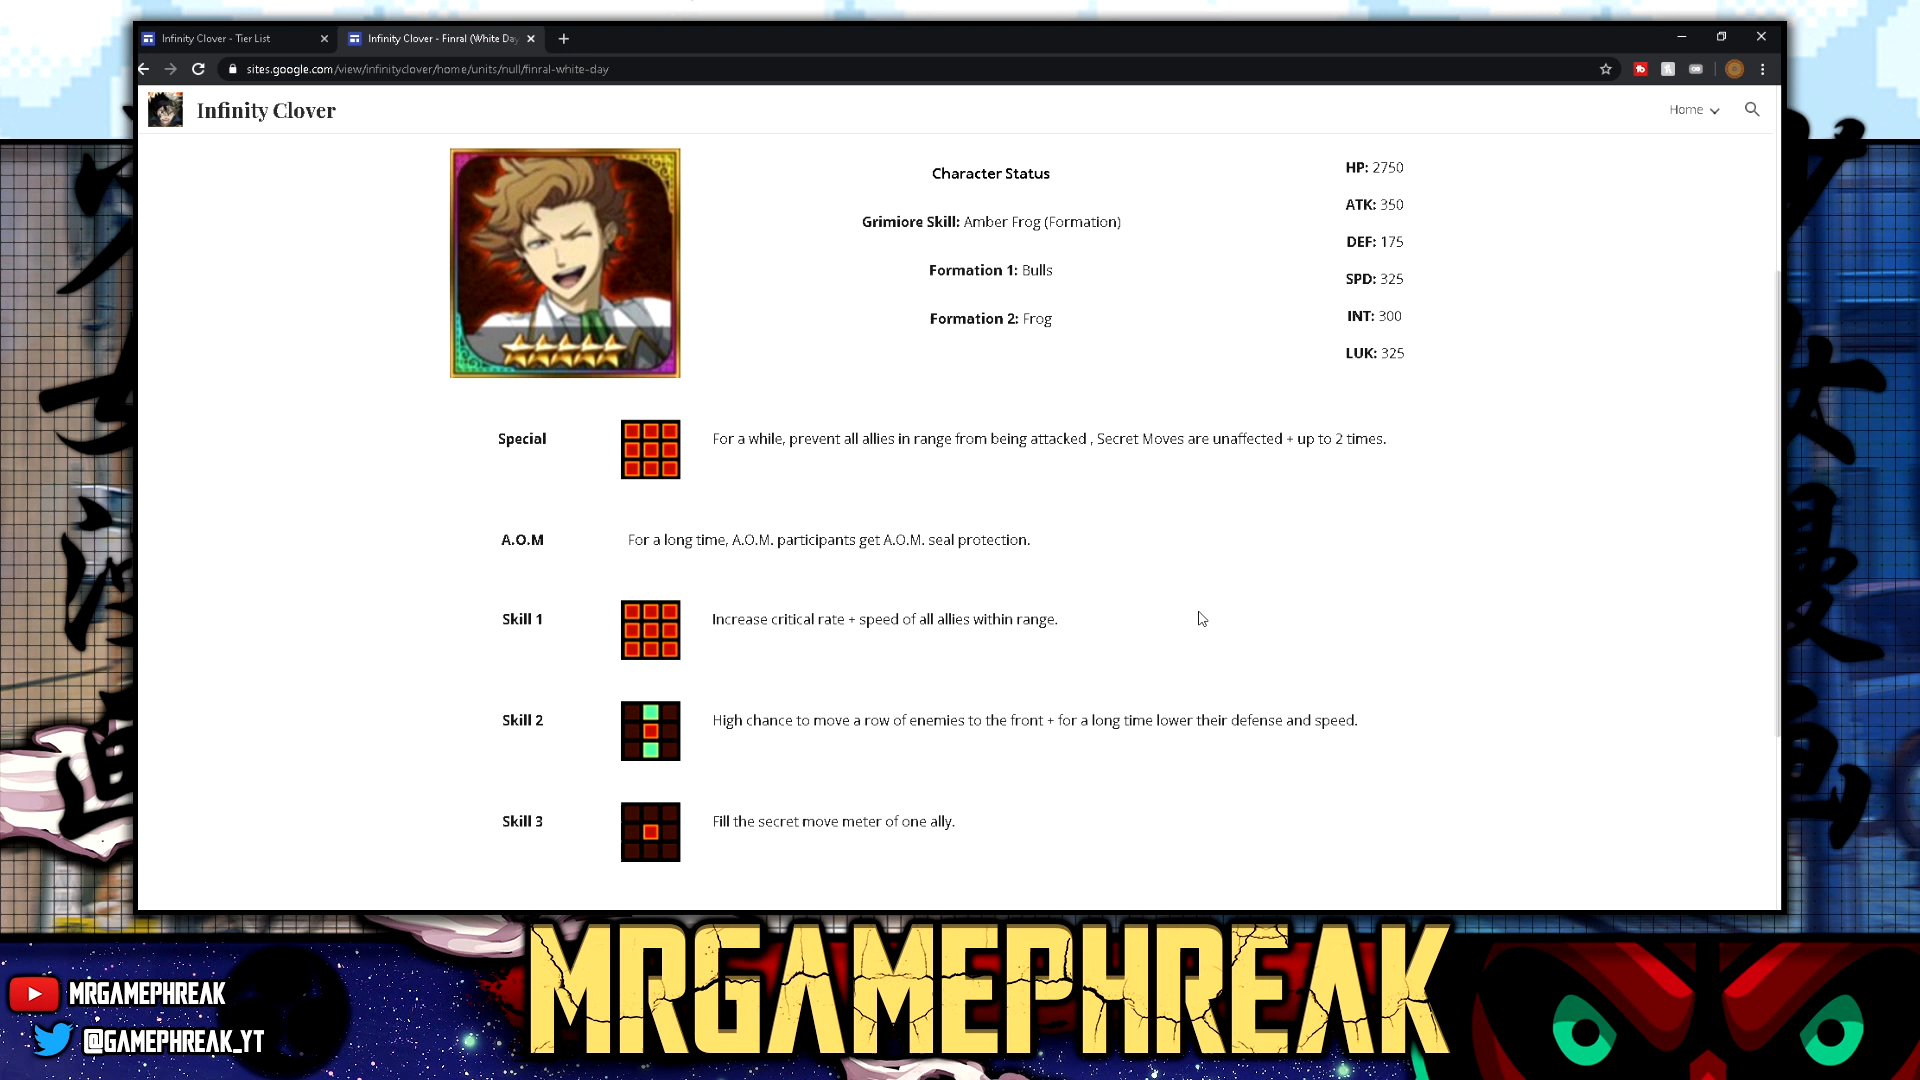 Infinity Clover - Tier List
Infinity Clover - Finral (White Day
sites.google.com/view/infinityclover/home/units/null/finral-white-day
Infinity Clover
Home
Character Status
Grimiore Skill: Amber Frog (Formation)
Formation 1: Bulls
Formation 2: Frog
HP: 2750
ATK: 350
DEF: 175
SPD: 325
INT: 300
LUK: 325
Special
For a while, prevent all allies in range from being attacked , Secret Moves are unaffected + up to 2 times.
A.O.M
For a long time, A.O.M. participants get A.O.M. seal protection.
Skill 1
Increase critical rate + speed of all allies within range.
Skill 2
High chance to move a row of enemies to the front + for a long time lower their defense and speed.
Skill 3
Fill the secret move meter of one ally.
MRGAMEPHREAK
MRGAMEPHREAK
@GAMEPHREAK_YT